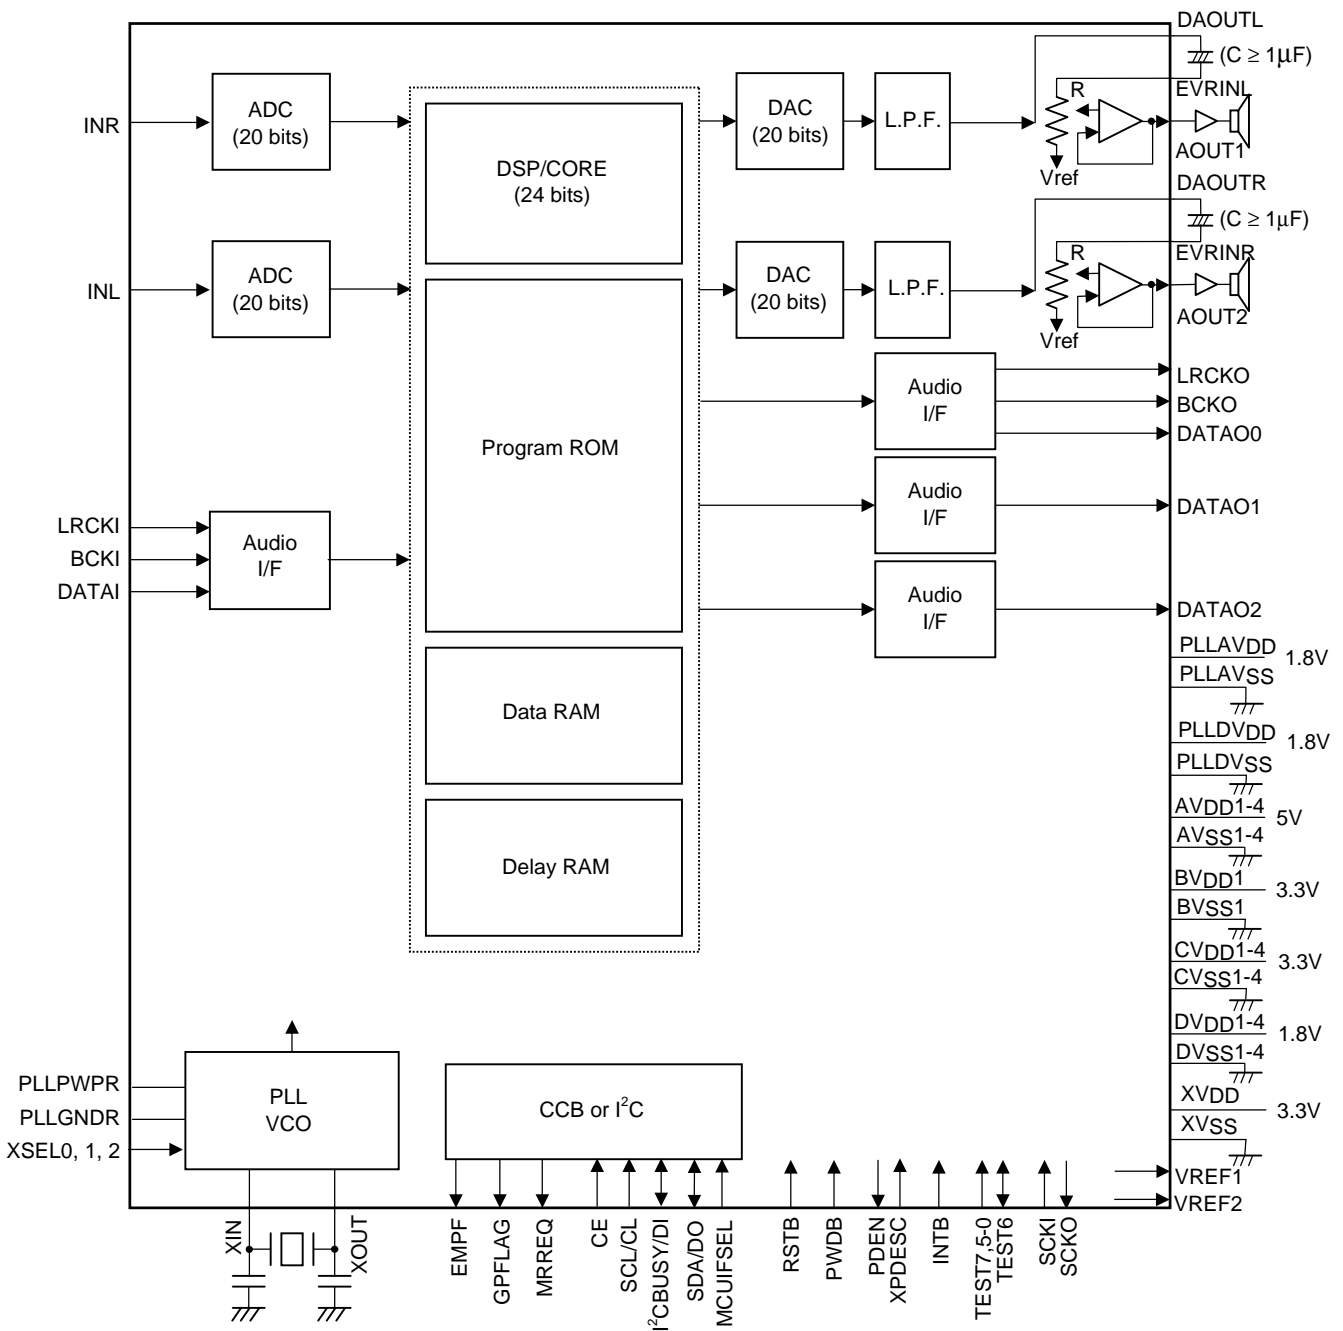 DAOUTL
(C ≥ 1μF)
EVRINL
AOUT1
INR
ADC
(20 bits)
DSP/CORE
(24 bits)
DAC
(20 bits)
L.P.F.
R
Vref
DAOUTR
(C ≥ 1μF)
EVRINR
AOUT2
INL
ADC
(20 bits)
DAC
(20 bits)
L.P.F.
R
Vref
Program ROM
Audio
I/F
LRCKO
BCKO
DATAO0
Audio
I/F
DATAO1
LRCKI
BCKI
DATAI
Audio
I/F
Audio
I/F
DATAO2
Data RAM
Delay RAM
PLLAVDD 1.8V
PLLAVSS
PLLDVDD 1.8V
PLLDVSS
AVDD1-4 5V
AVSS1-4
BVDD1 3.3V
BVSS1
CVDD1-4 3.3V
CVSS1-4
DVDD1-4 1.8V
DVSS1-4
XVDD 3.3V
XVSS
VREF1
VREF2
PLLPWPR
PLLGNDR
XSEL0, 1, 2
PLL
VCO
CCB or I²C
XIN
XOUT
EMPF
GPFLAG
MRREQ
CE
SCL/CL
I²CBUSY/DI
SDA/DO
MCUIFSEL
RSTB
PWDB
PDEN
XPDESC
INTB
TEST7,5-0
TEST6
SCKI
SCKO